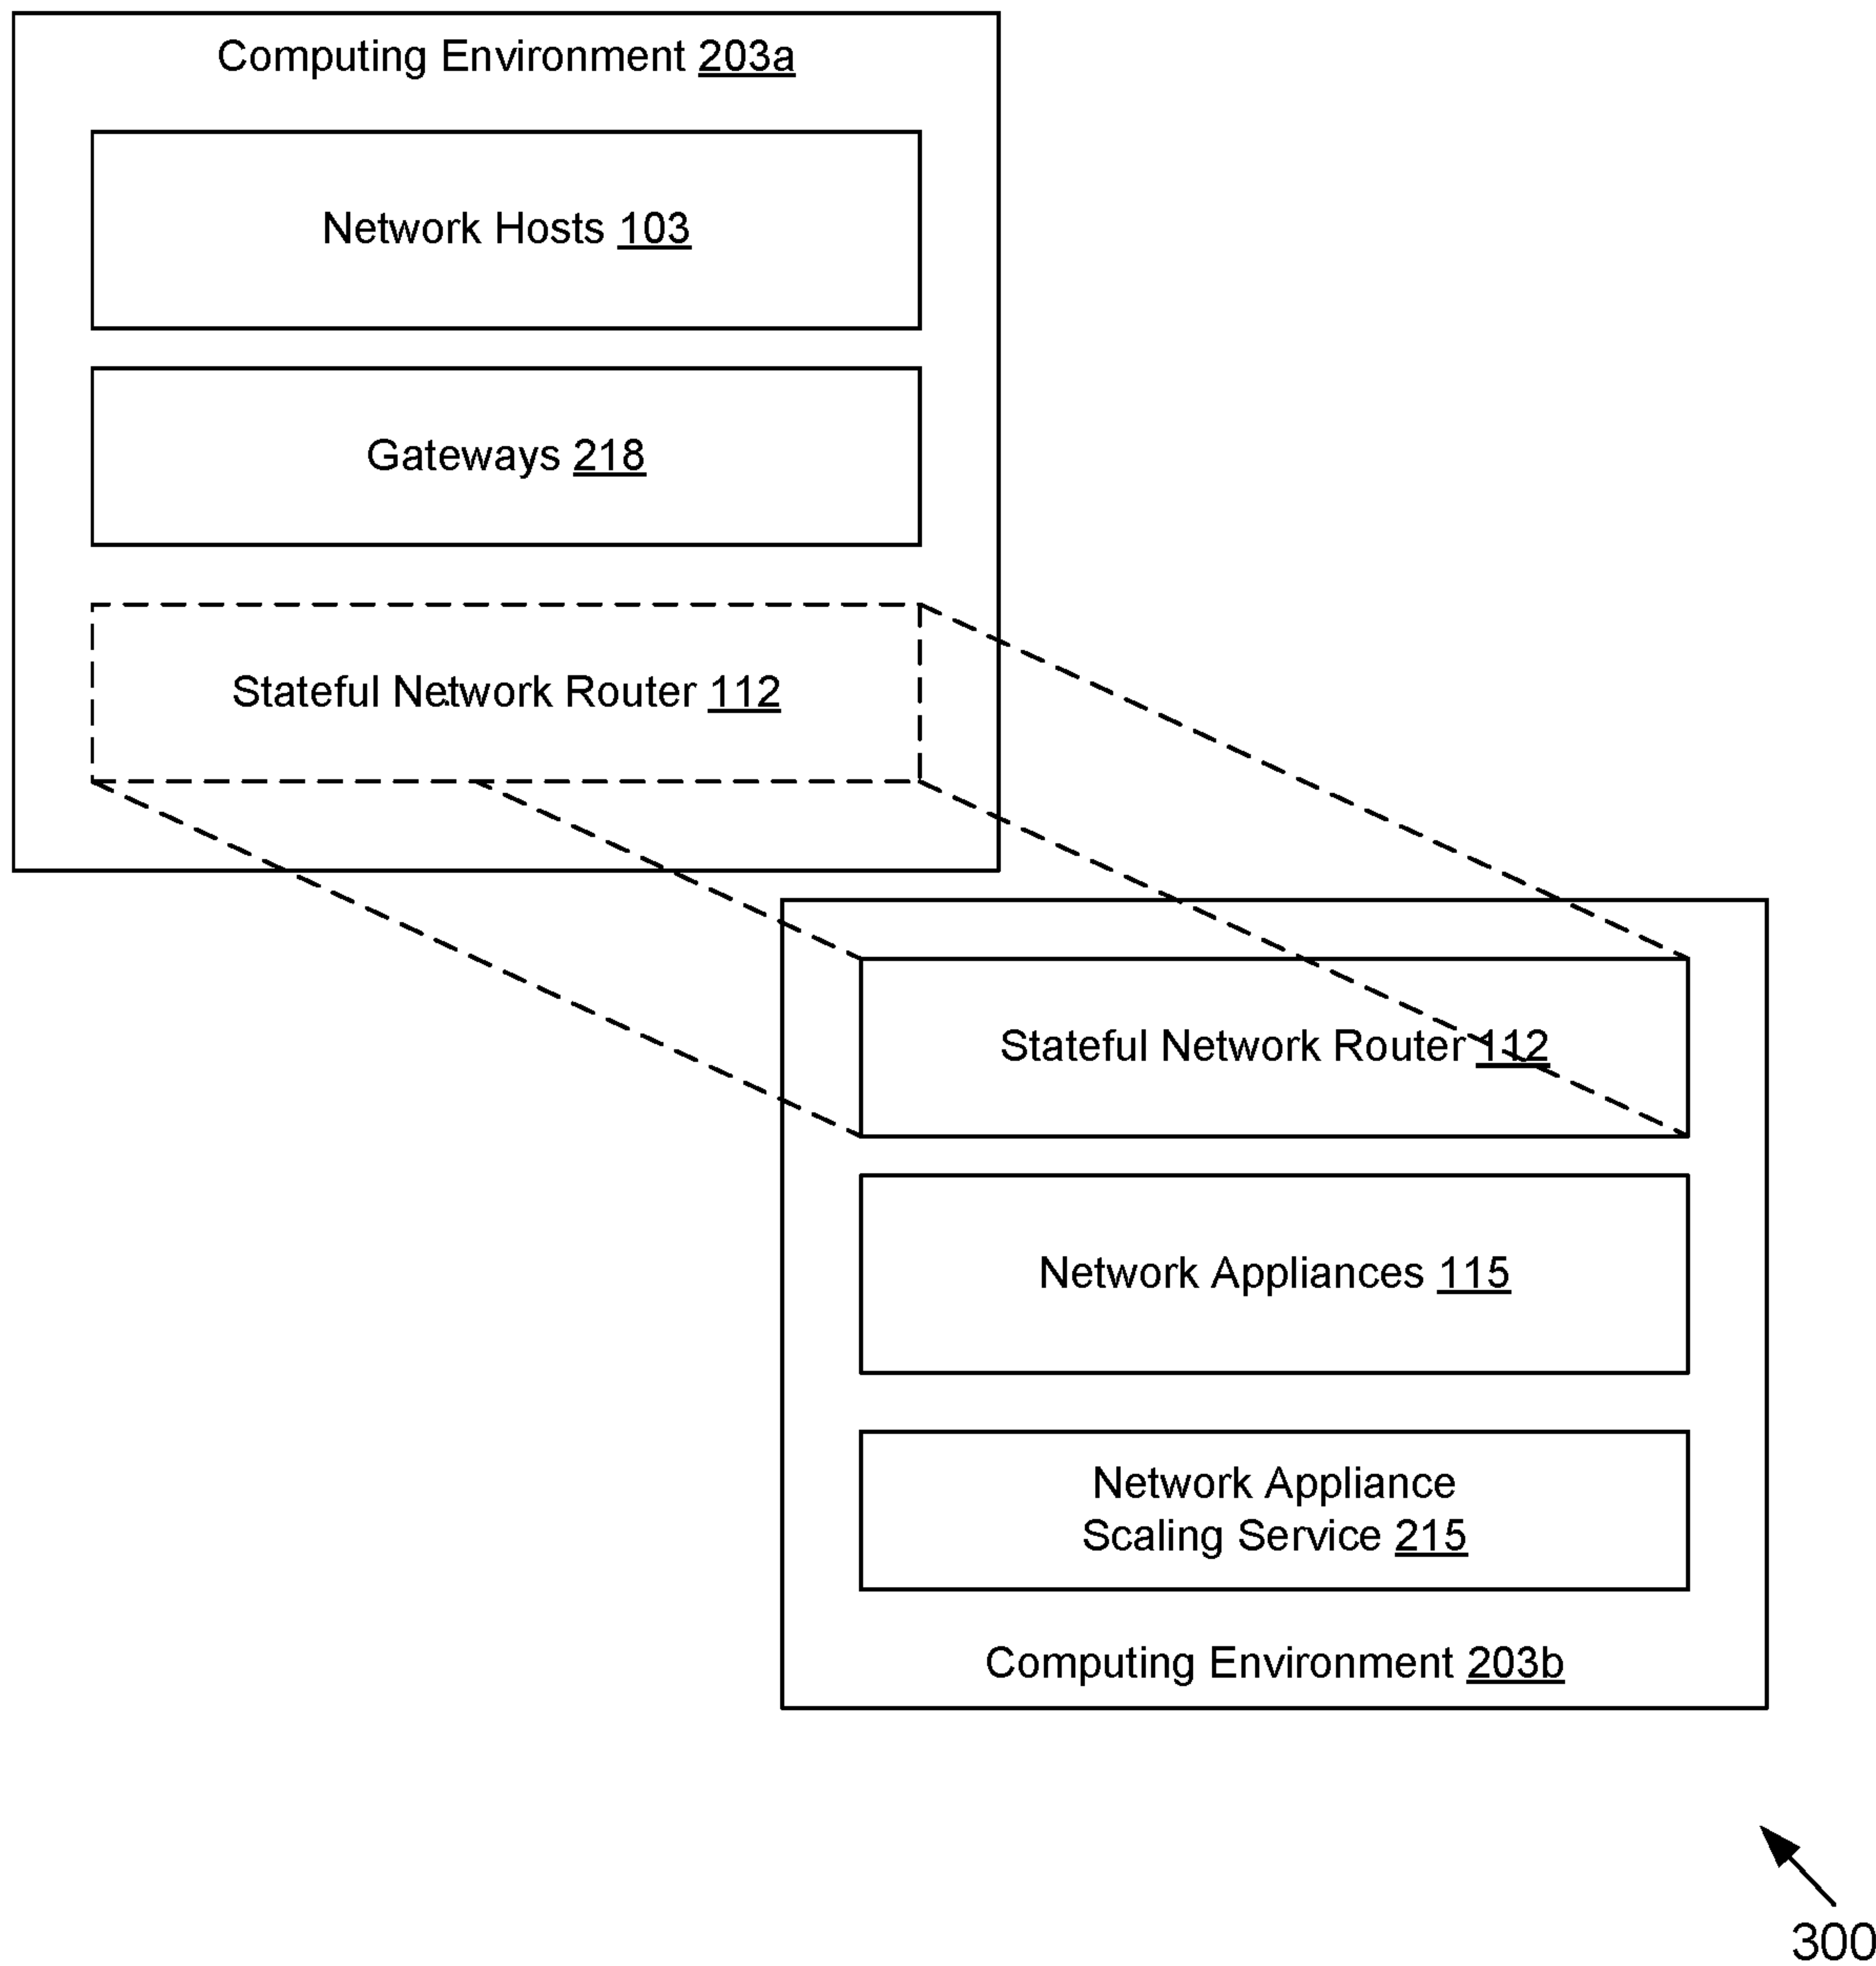 Computing Environment 203a
Network Hosts 103
Gateways 218
Stateful Network Router 112
Stateful Network Router 112
Network Appliances 115
Network Appliance
Scaling Service 215
Computing Environment 203b
300